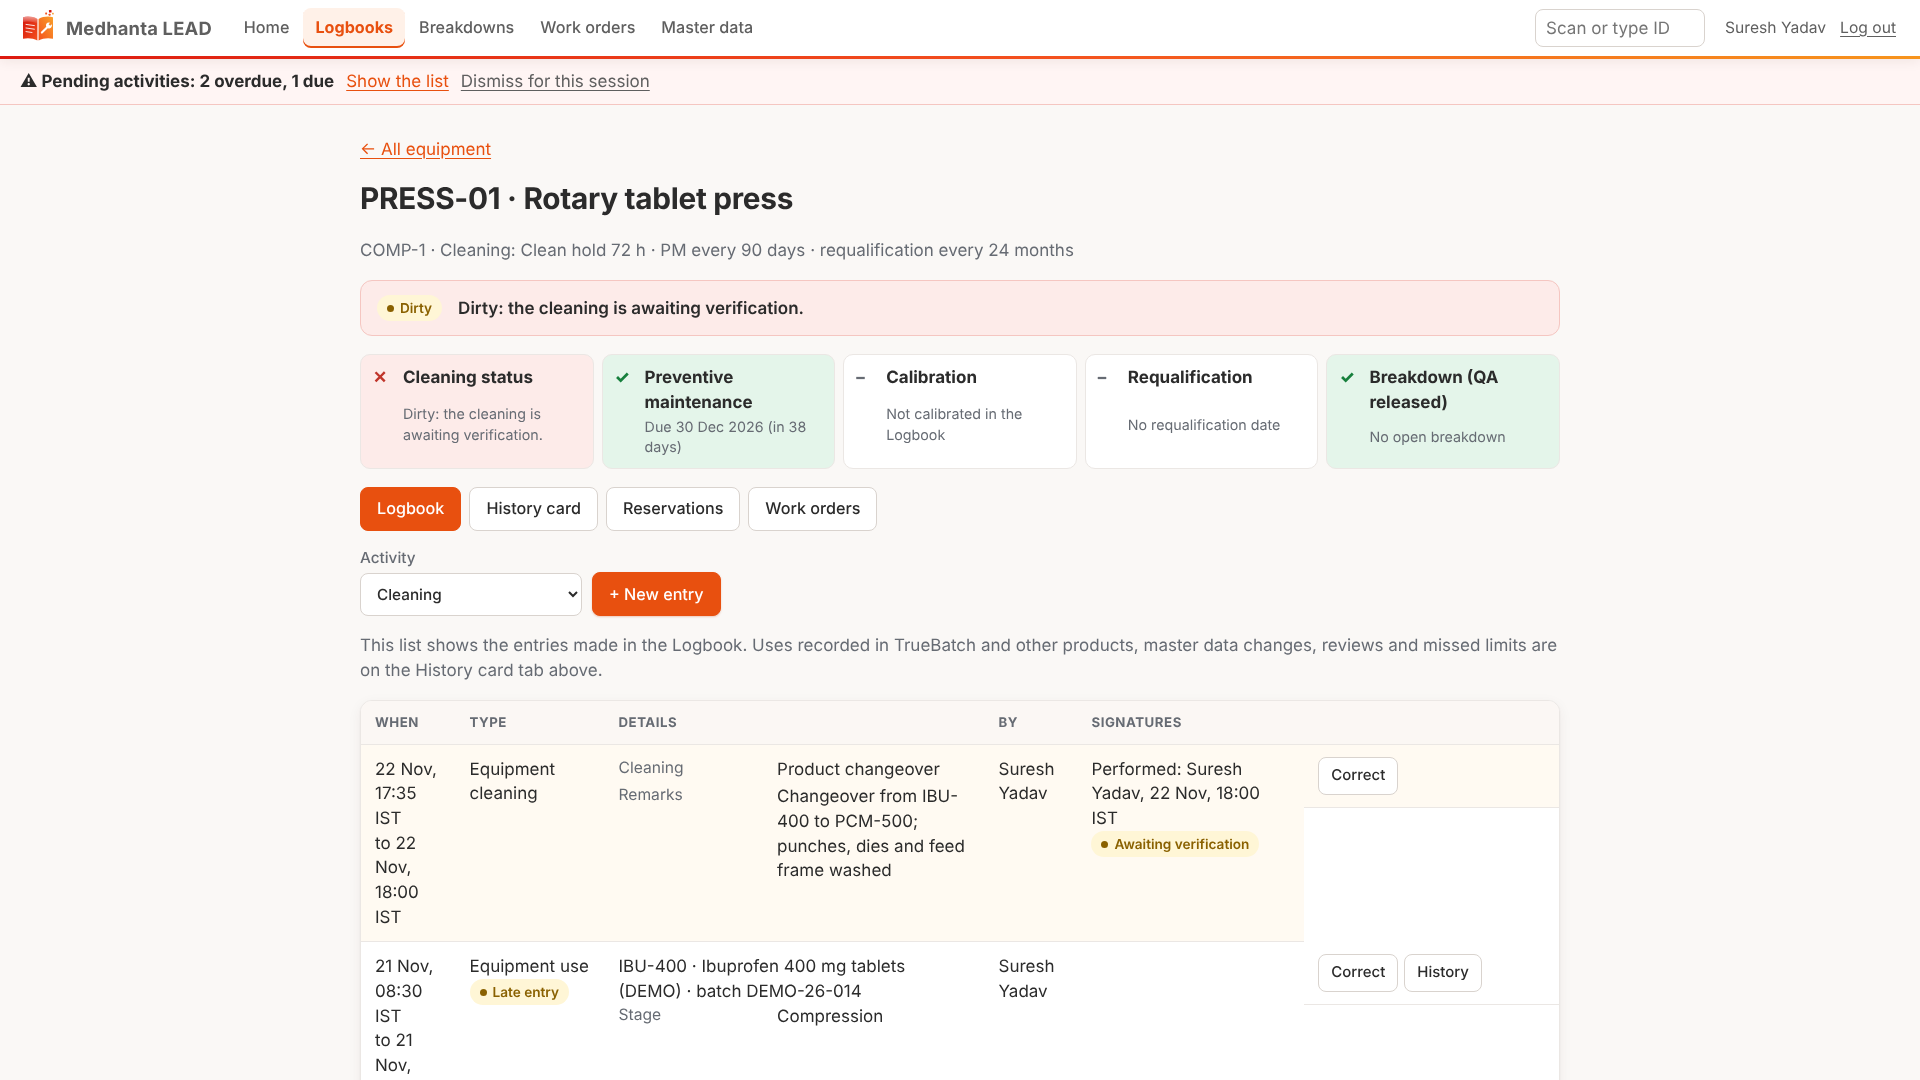 Medhanta LEAD
Home
Logbooks
Breakdowns
Work orders
Master data
Scan or type ID
Suresh Yadav
Log out
Pending activities: 2 overdue, 1 due
Show the list
Dismiss for this session
← All equipment
PRESS-01 · Rotary tablet press
COMP-1 · Cleaning: Clean hold 72 h · PM every 90 days · requalification every 24 months
Dirty
Dirty: the cleaning is awaiting verification.
Cleaning status
Dirty: the cleaning is
awaiting verification.
Preventive
maintenance
Due 30 Dec 2026 (in 38
days)
Calibration
Not calibrated in the
Logbook
Requalification
No requalification date
Breakdown (QA
released)
No open breakdown
Logbook
History card
Reservations
Work orders
Activity
Cleaning
+ New entry
This list shows the entries made in the Logbook. Uses recorded in TrueBatch and other products, master data changes, reviews and missed limits are
on the History card tab above.
WHEN
TYPE
DETAILS
BY
SIGNATURES
22 Nov,
17:35
IST
to 22
Nov,
18:00
IST
Equipment
cleaning
Cleaning
Product changeover
Remarks
Changeover from IBU-
400 to PCM-500;
punches, dies and feed
frame washed
Suresh
Yadav
Performed: Suresh
Yadav, 22 Nov, 18:00
IST
Awaiting verification
Correct
21 Nov,
08:30
IST
to 21
Nov,
Equipment use
Late entry
IBU-400 · Ibuprofen 400 mg tablets
(DEMO) · batch DEMO-26-014
Stage
Compression
Suresh
Yadav
Correct
History